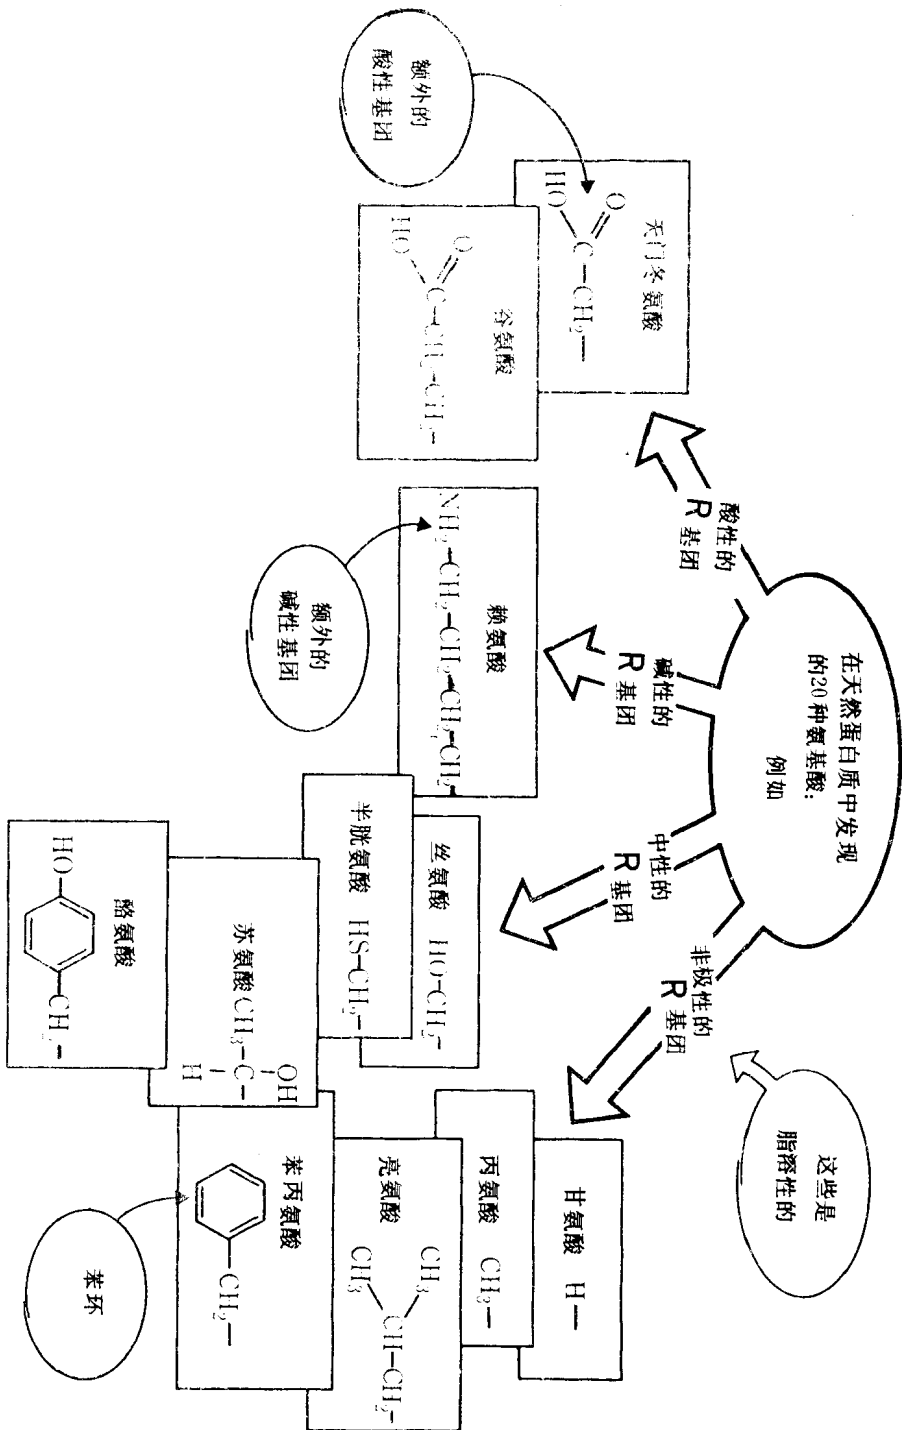 在天然蛋白质中发现
的20种氨基酸：
例如
酸性的
R基团
碱性的
R基团
中性的
R基团
非极性的
R基团
这些是
脂溶性的
额外的
酸性基团
天门冬氨酸
O
HO
C-CH₂-
谷氨酸
O
HO
C-CH₂-CH₂-
赖氨酸
NH₂-CH₂-CH₂-CH₂-CH₂-
额外的
碱性基团
丝氨酸 HO-CH₂-
半胱氨酸 HS-CH₂-
OH
苏氨酸 CH₃-C-
H
酪氨酸
HO
CH₂-
甘氨酸 H-
丙氨酸 CH₃-
亮氨酸
CH₃
CH₃
CH-CH₂-
苯丙氨酸
CH₂-
苯环